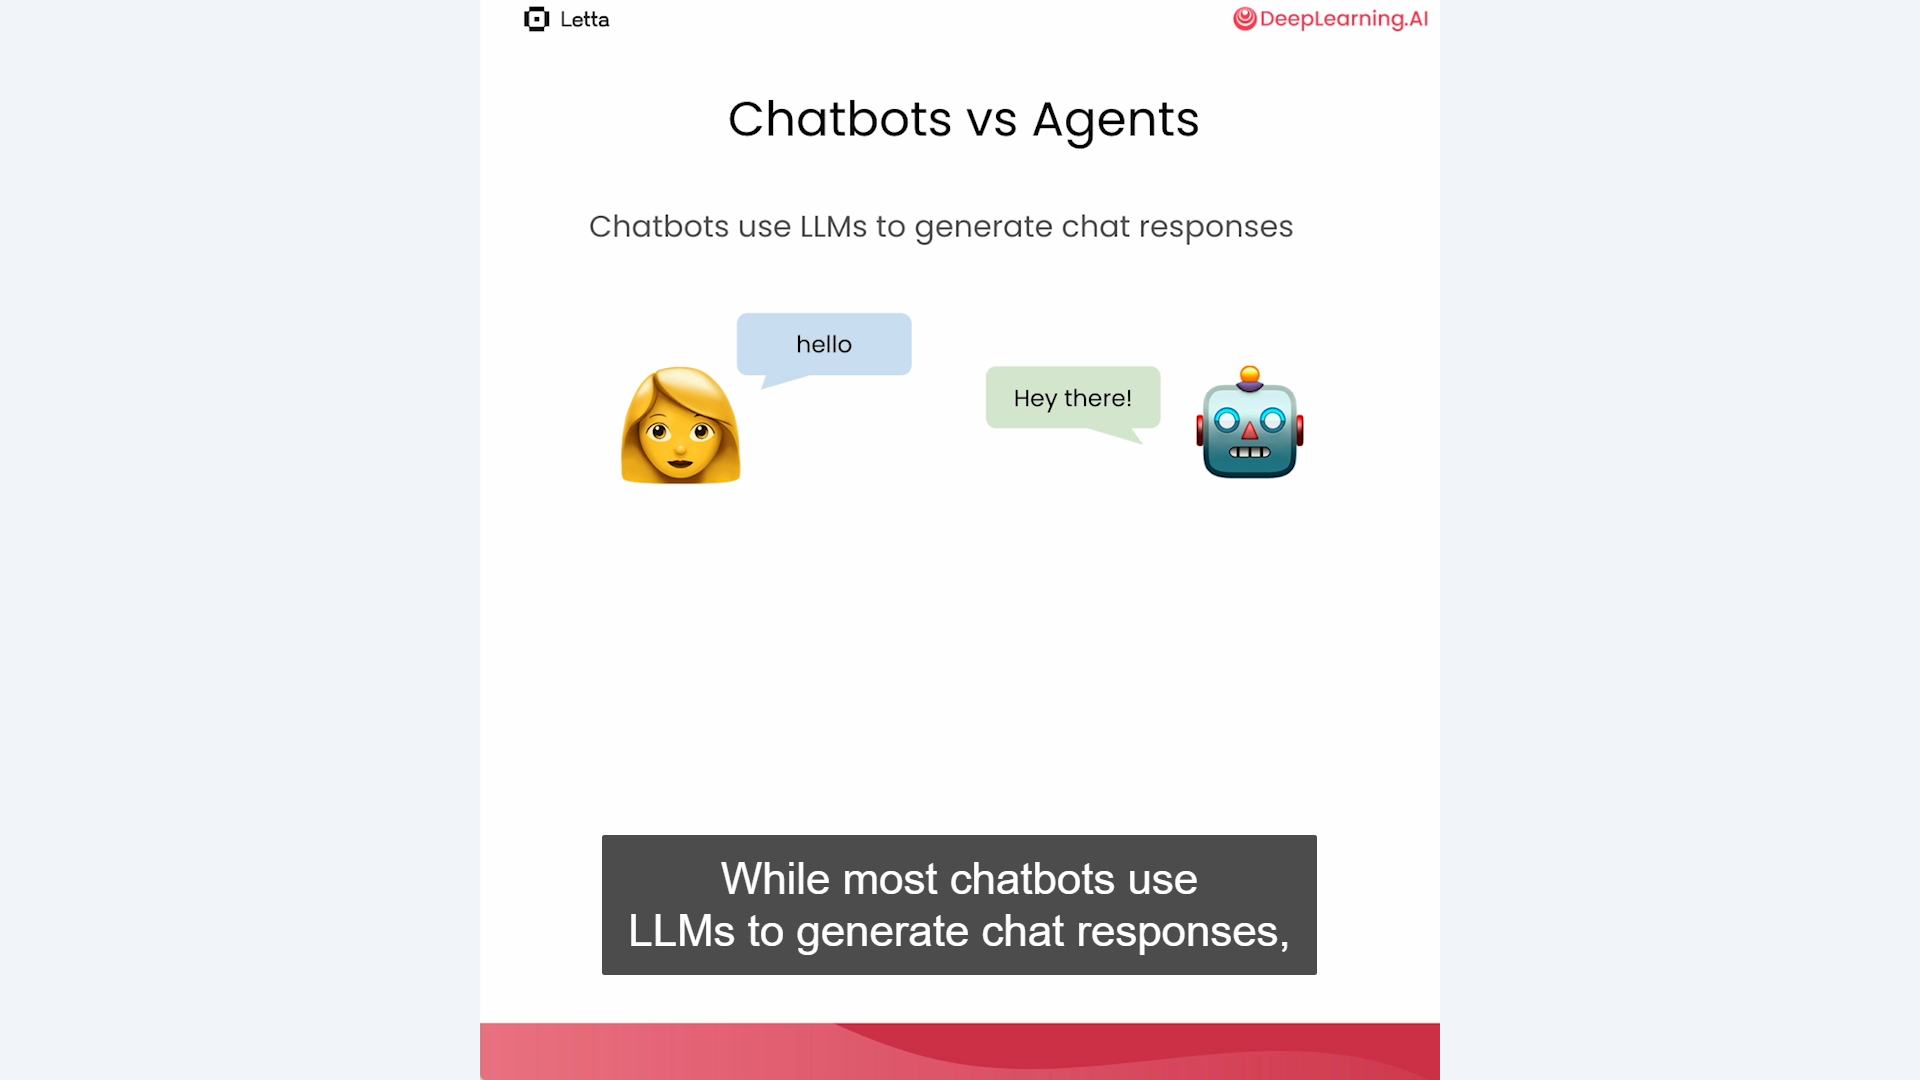 Letta
DeepLearning.AI
Chatbots vs Agents
Chatbots use LLMs to generate chat responses
hello
Hey there!
While most chatbots use
LLMs to generate chat responses,